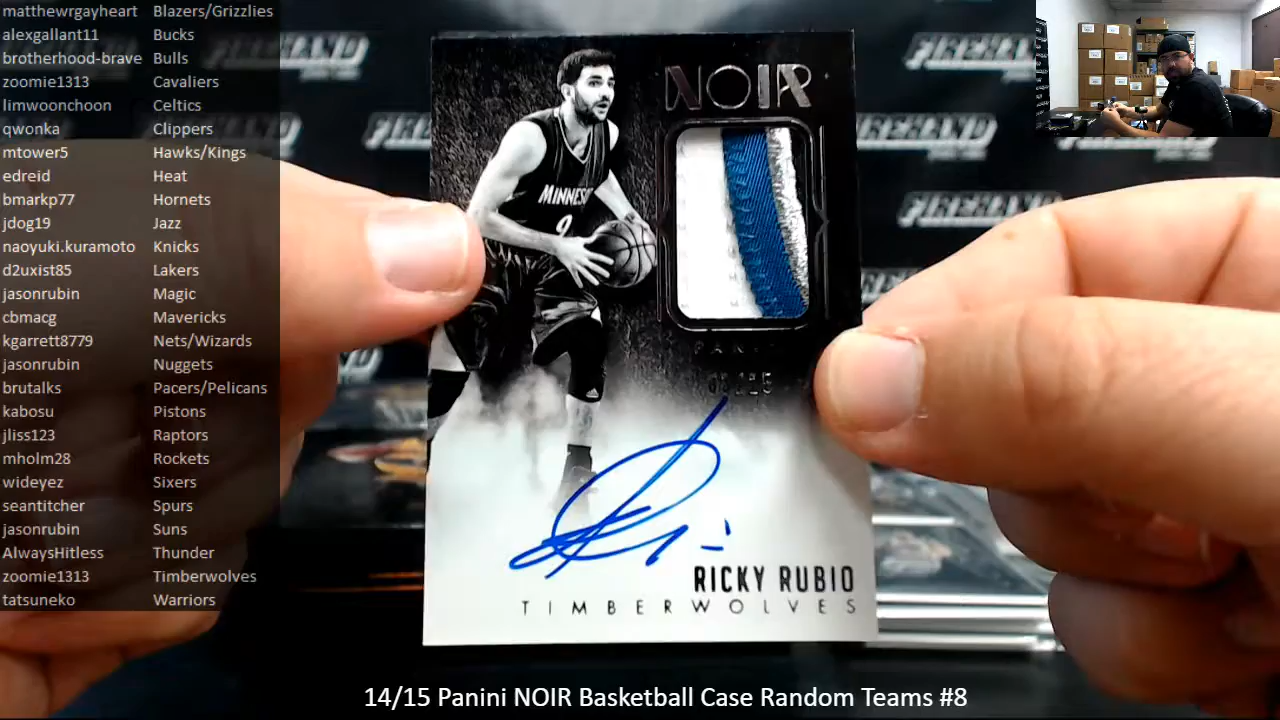 matthewrgayheart Blazers/Grizzlies
alexgallant11 Bucks
brotherhood-brave Bulls
zoomie1313 Cavaliers
limwoonchoon Celtics
qwonka Clippers
mtower5 Hawks/Kings
edreid Heat
bmarkp77 Hornets
jdog19 Jazz
naoyuki.kuramoto Knicks
d2uxist85 Lakers
jasonrubin Magic
cbmacg Mavericks
kgarrett8779 Nets/Wizards
jasonrubin Nuggets
brutalks Pacers/Pelicans
kabosu Pistons
jliss123 Raptors
mholm28 Rockets
wideyez Sixers
seantitcher Spurs
jasonrubin Suns
AlwaysHitless Thunder
zoomie1313 Timberwolves
tatsuneko Warriors
FIREHAND
NOIR
MINNES
9
RICKY RUBIO
TIMBERWOLVES
14/15 Panini NOIR Basketball Case Random Teams #8